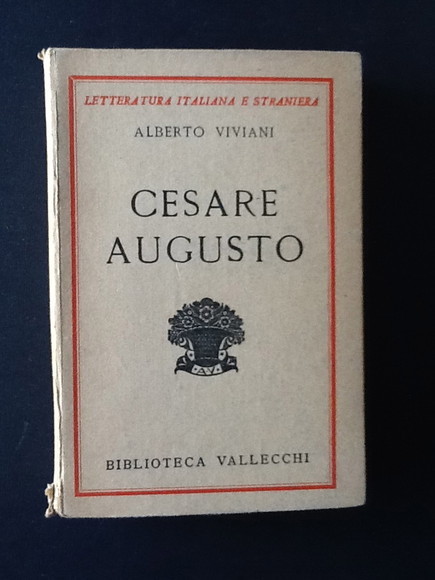 LETTERATURA ITALIANA E STRANIERA
ALBERTO VIVIANI
CESARE
AUGUSTO
·A·V·
BIBLIOTECA VALLECCHI